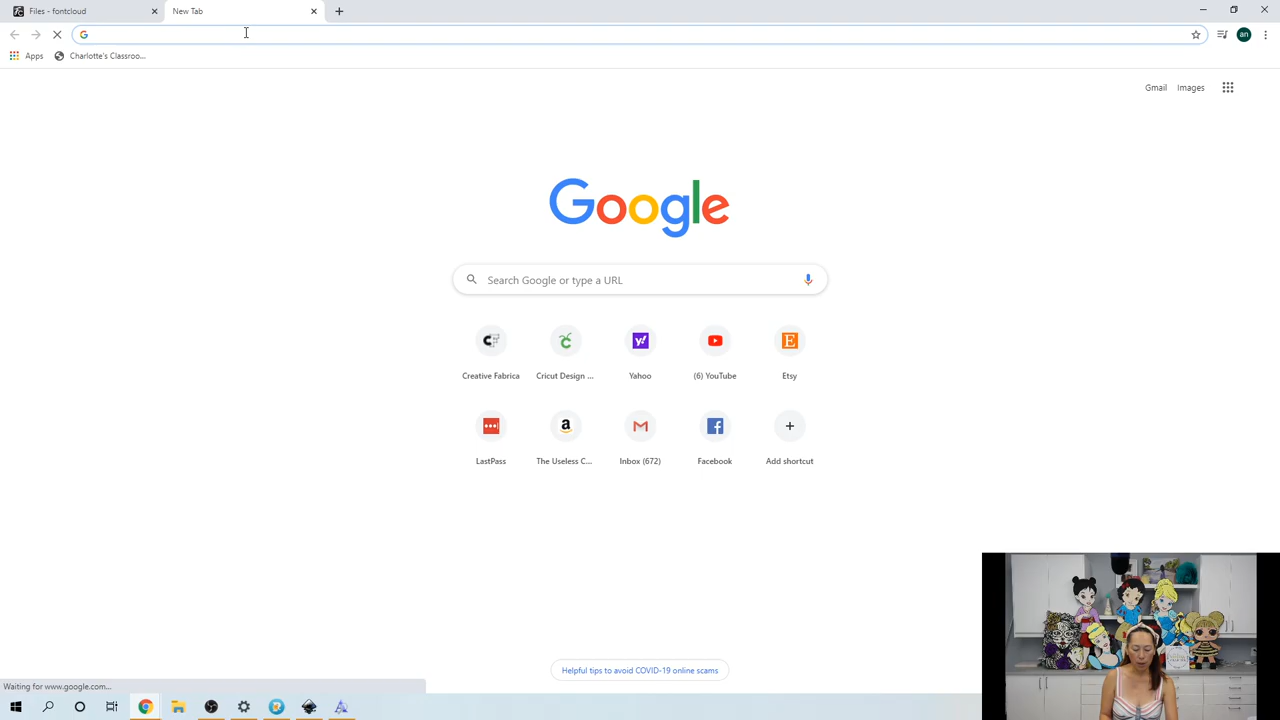 Files - fontcloud
New Tab
Apps
Charlotte's Classroo...
an
Gmail
Images
Google
Search Google or type a URL
Creative Fabrica
Cricut Design ...
Yahoo
(6) YouTube
Etsy
LastPass
The Useless C...
Inbox (672)
Facebook
Add shortcut
Helpful tips to avoid COVID-19 online scams
Waiting for www.google.com...